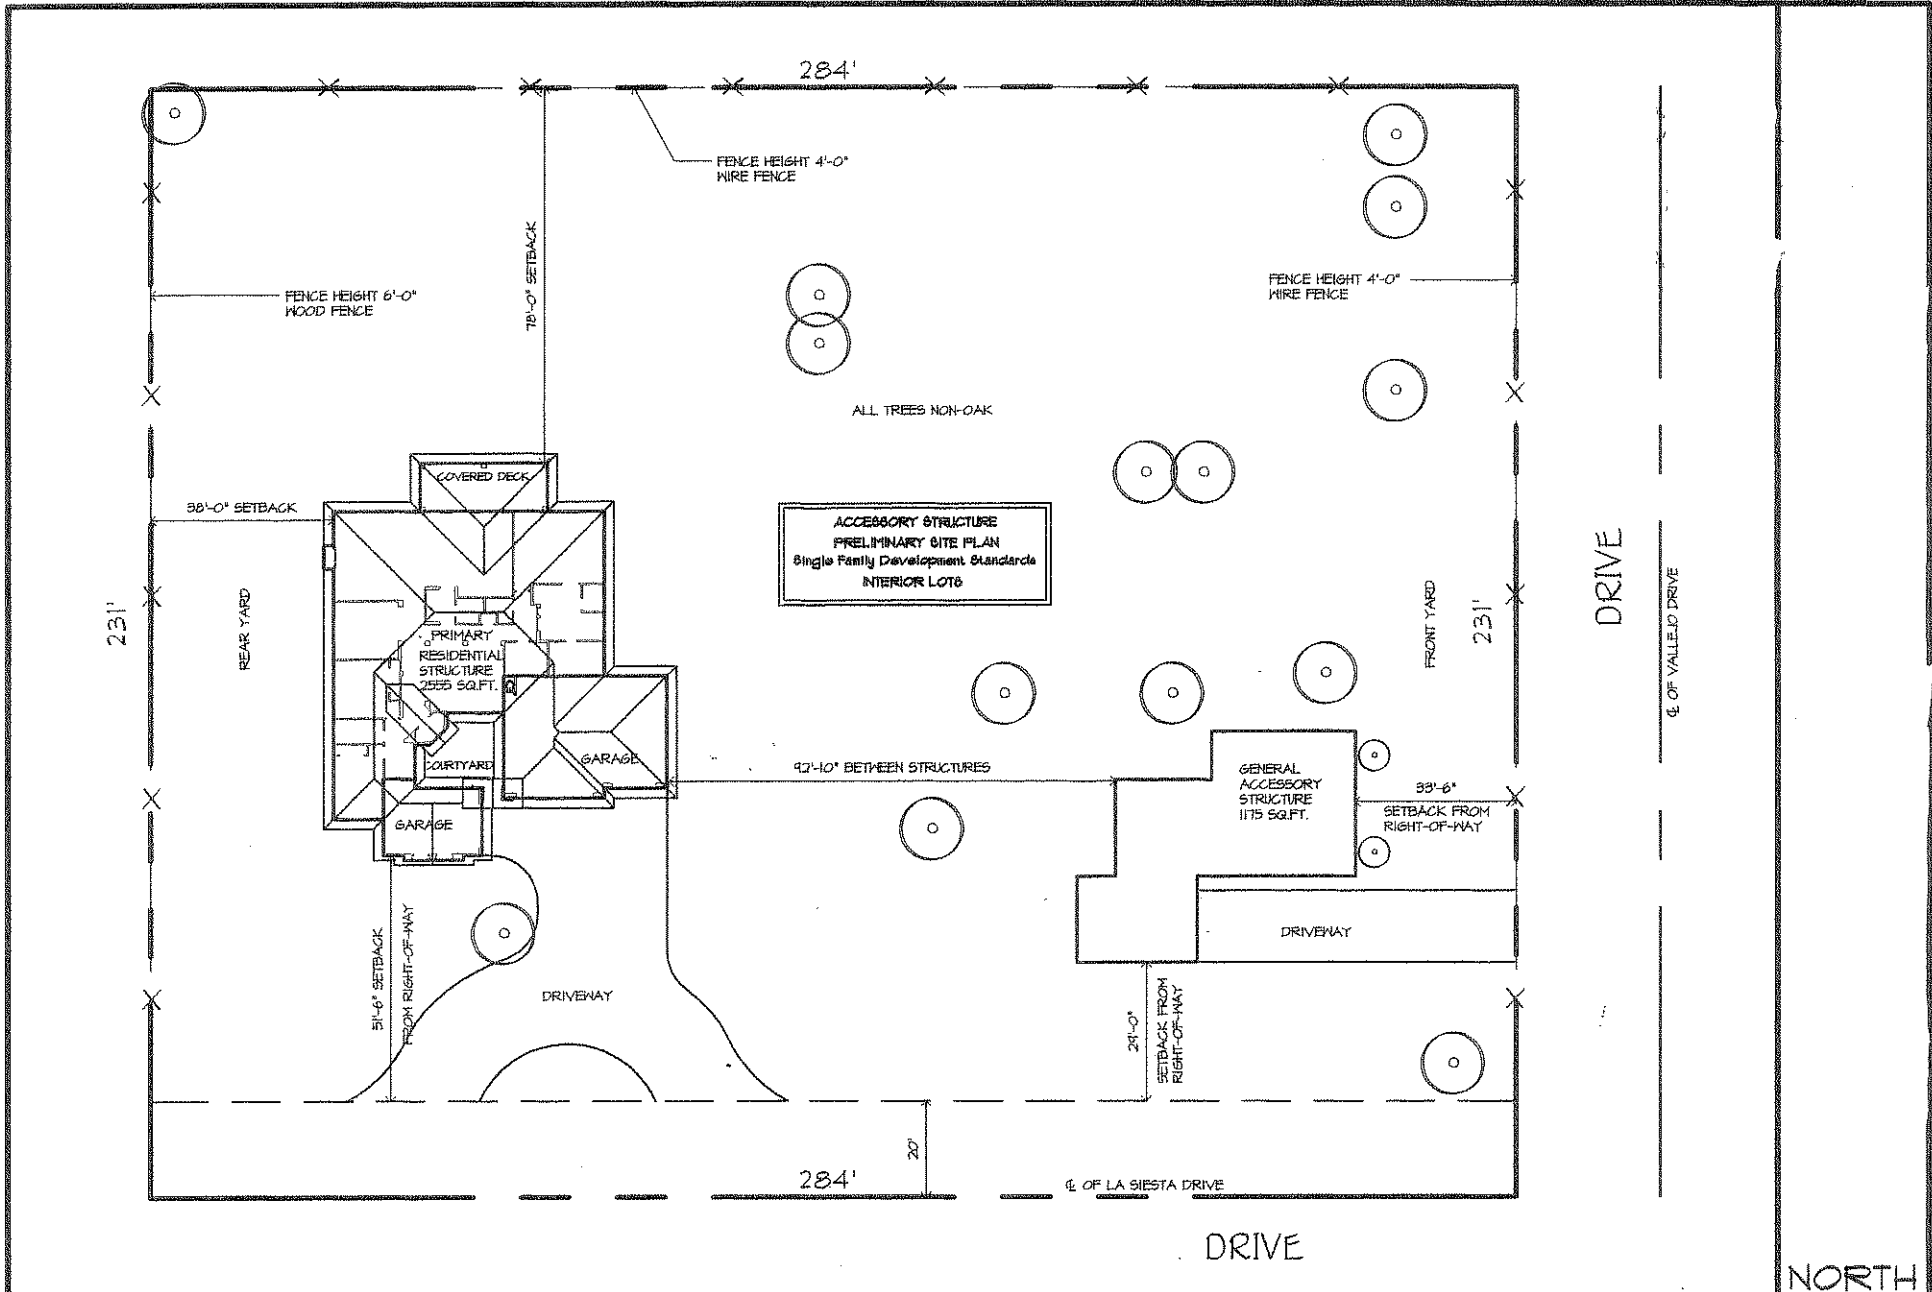 284'
FENCE HEIGHT 4'-0"
WIRE FENCE
78'-0" SETBACK
FENCE HEIGHT 6'-0"
WOOD FENCE
FENCE HEIGHT 4'-0"
WIRE FENCE
ALL TREES NON-OAK
COVERED DECK
38'-0" SETBACK
ACCESSORY STRUCTURE
PRELIMINARY SITE PLAN
Single Family Development Standards
INTERIOR LOTS
231'
REAR YARD
PRIMARY
RESIDENTIAL
STRUCTURE
2555 SQ.FT.
FRONT YARD
231'
DRIVE
℄ OF VALLEJO DRIVE
COURTYARD
GARAGE
92'-10" BETWEEN STRUCTURES
GENERAL
ACCESSORY
STRUCTURE
1175 SQ.FT.
33'-6"
SETBACK FROM
RIGHT-OF-WAY
GARAGE
51'-6" SETBACK
FROM RIGHT-OF-WAY
DRIVEWAY
DRIVEWAY
29'-0"
SETBACK FROM
RIGHT-OF-WAY
20'
284'
℄ OF LA SIESTA DRIVE
DRIVE
NORTH